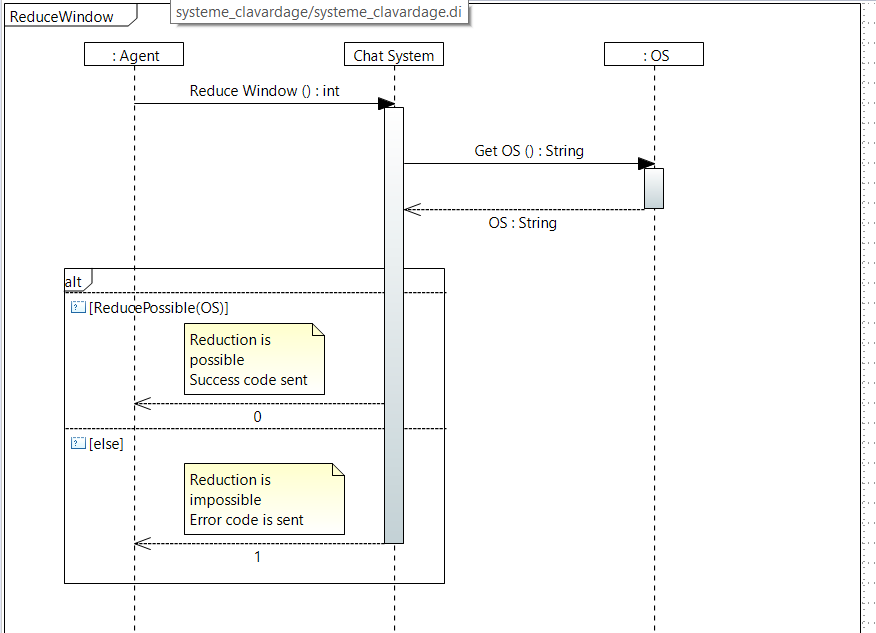 ReduceWindow
systeme_clavardage/systeme_clavardage.di
: Agent
Chat System
: OS
Reduce Window () : int
Get OS () : String
OS : String
alt
[ReducePossible(OS)]
Reduction is
possible
Success code sent
0
[else]
Reduction is
impossible
Error code is sent
1